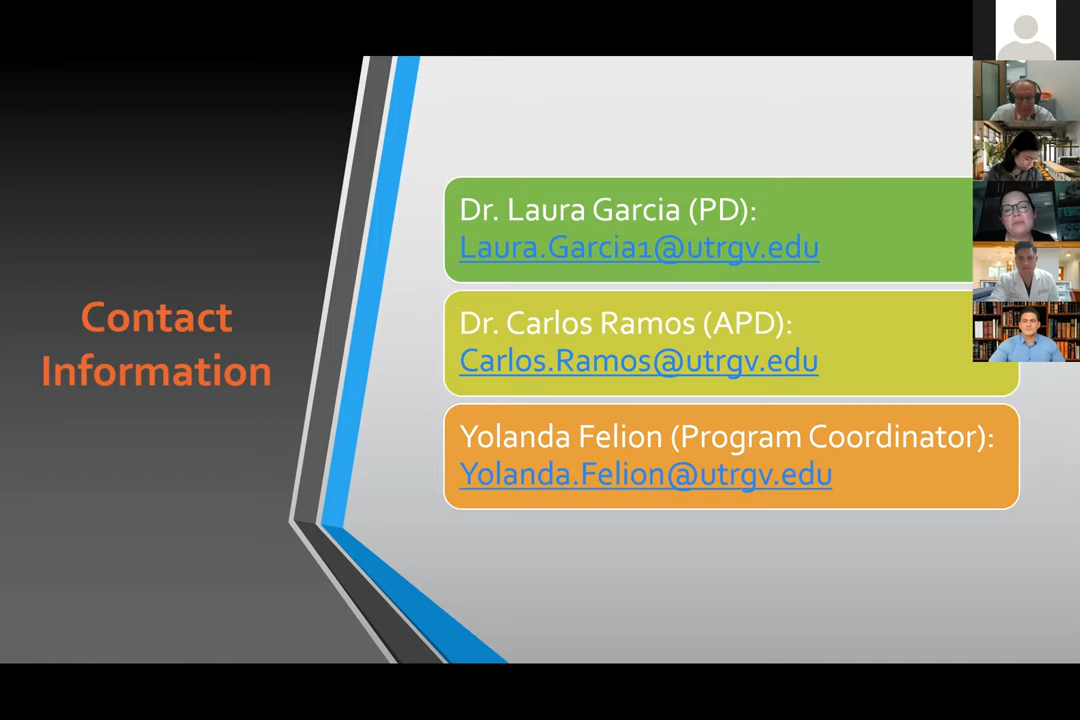 Contact
Information
Dr. Laura Garcia (PD):
Laura.Garcia1@utrgv.edu
Dr. Carlos Ramos (APD):
Carlos.Ramos@utrgv.edu
Yolanda Felion (Program Coordinator):
Yolanda.Felion@utrgv.edu